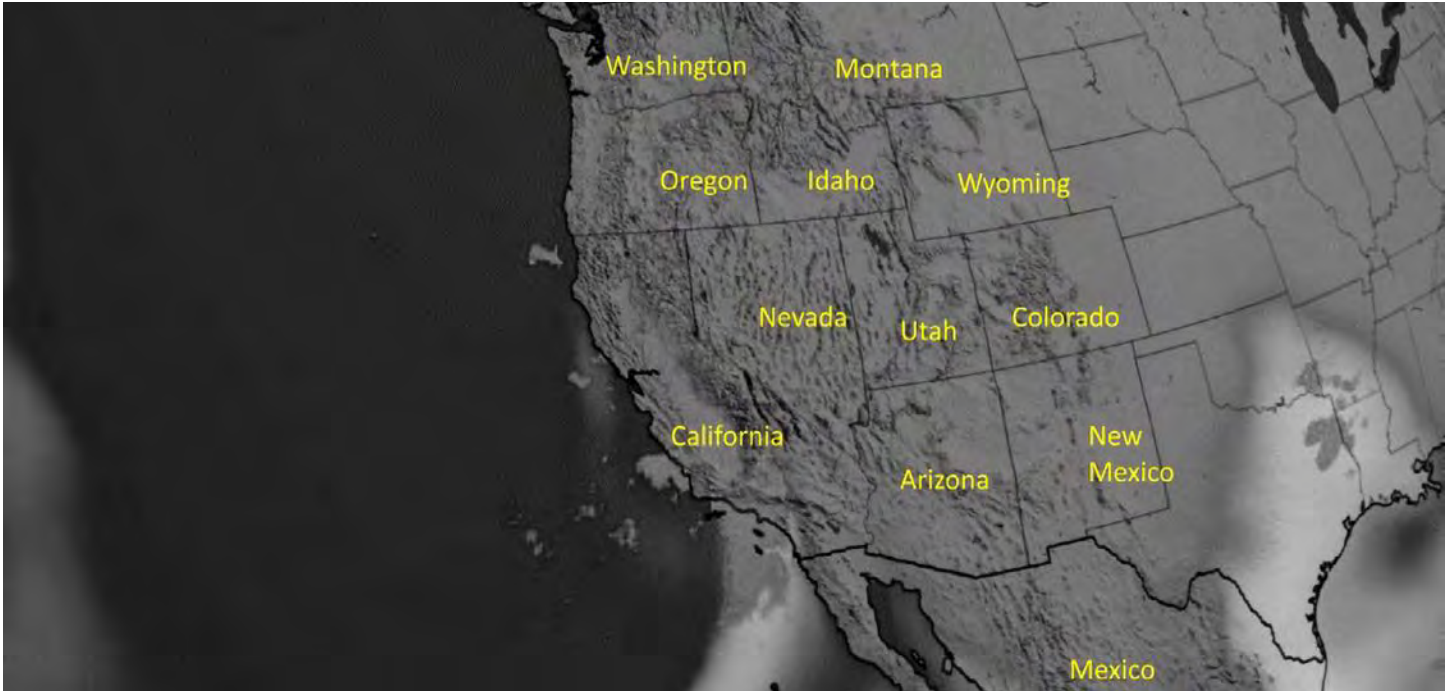 Washington
Montana
Oregon
Idaho
Wyoming
Nevada
Utah
Colorado
California
Arizona
New
Mexico
Mexico